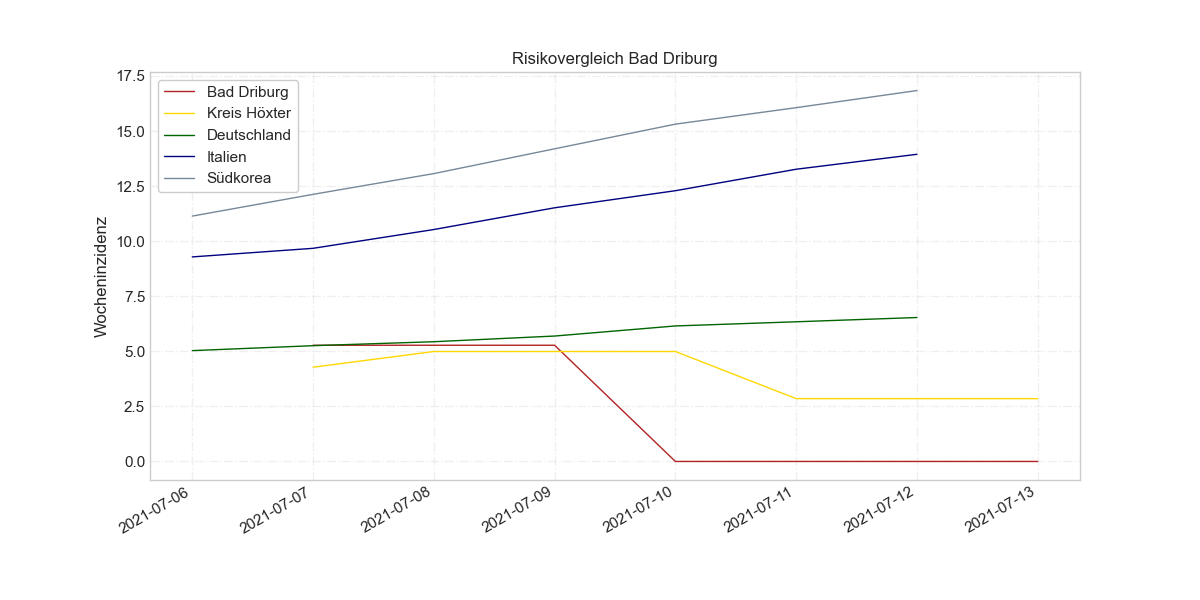 Risikovergleich Bad Driburg
Wocheninzidenz
17.5
15.0
12.5
10.0
7.5
5.0
2.5
0.0
Bad Driburg
Kreis Höxter
Deutschland
Italien
Südkorea
2021-07-06
2021-07-07
2021-07-08
2021-07-09
2021-07-10
2021-07-11
2021-07-12
2021-07-13